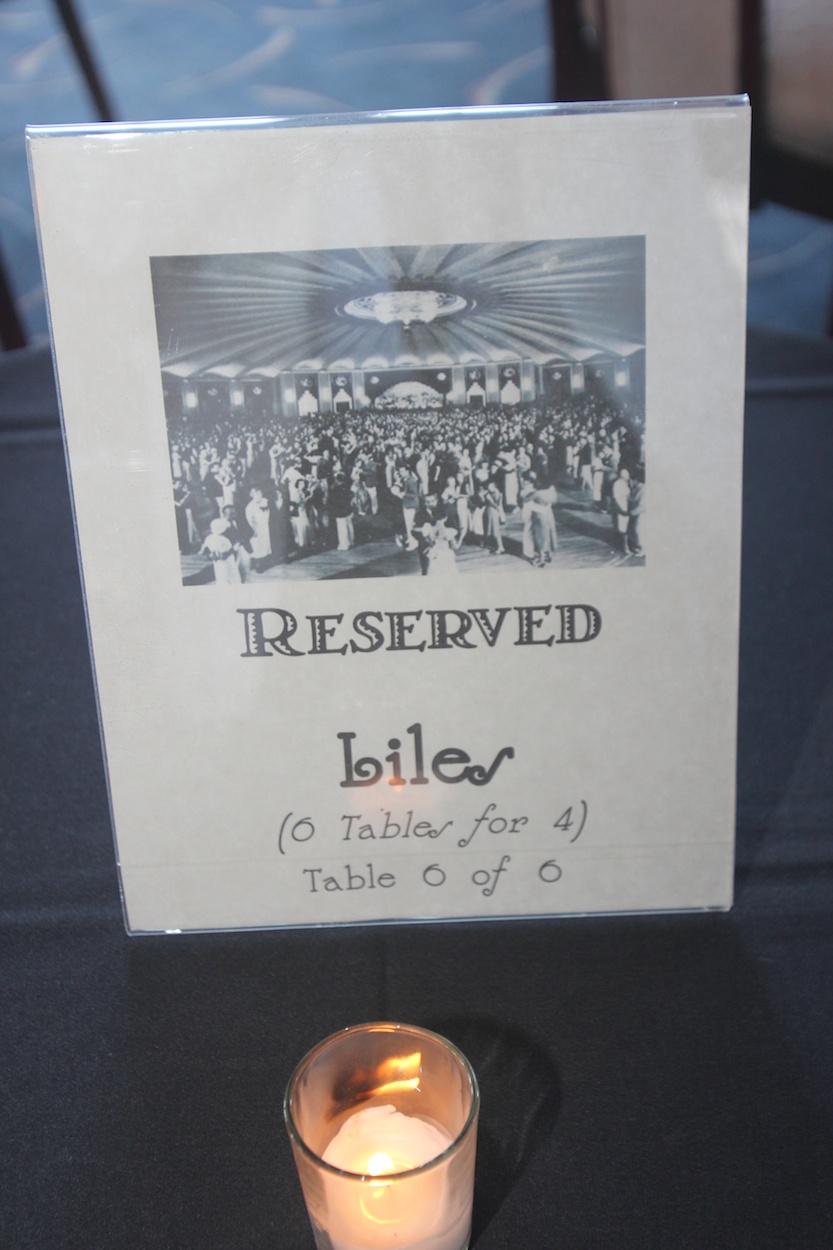 RESERVED
Liles
(6 Tables for 4)
Table 6 of 6